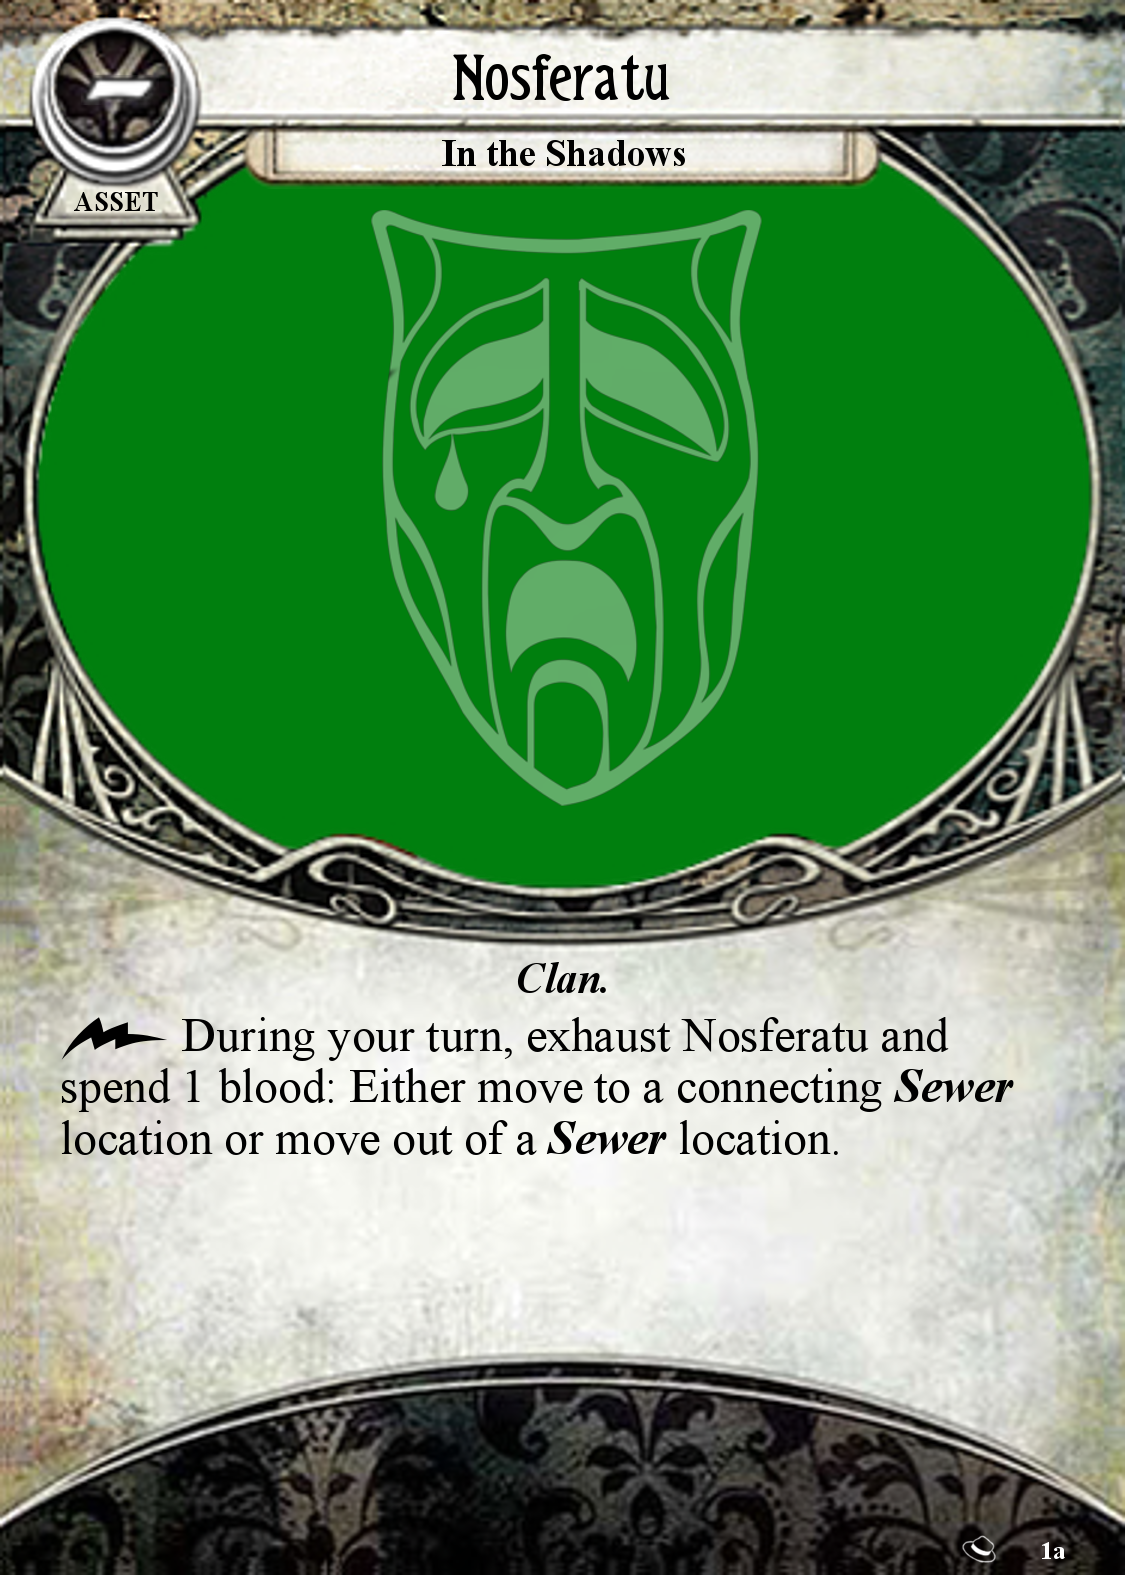 Nosferatu
In the Shadows
ASSET
Clan.
During your turn, exhaust Nosferatu and
spend 1 blood: Either move to a connecting Sewer
location or move out of a Sewer location.
1a